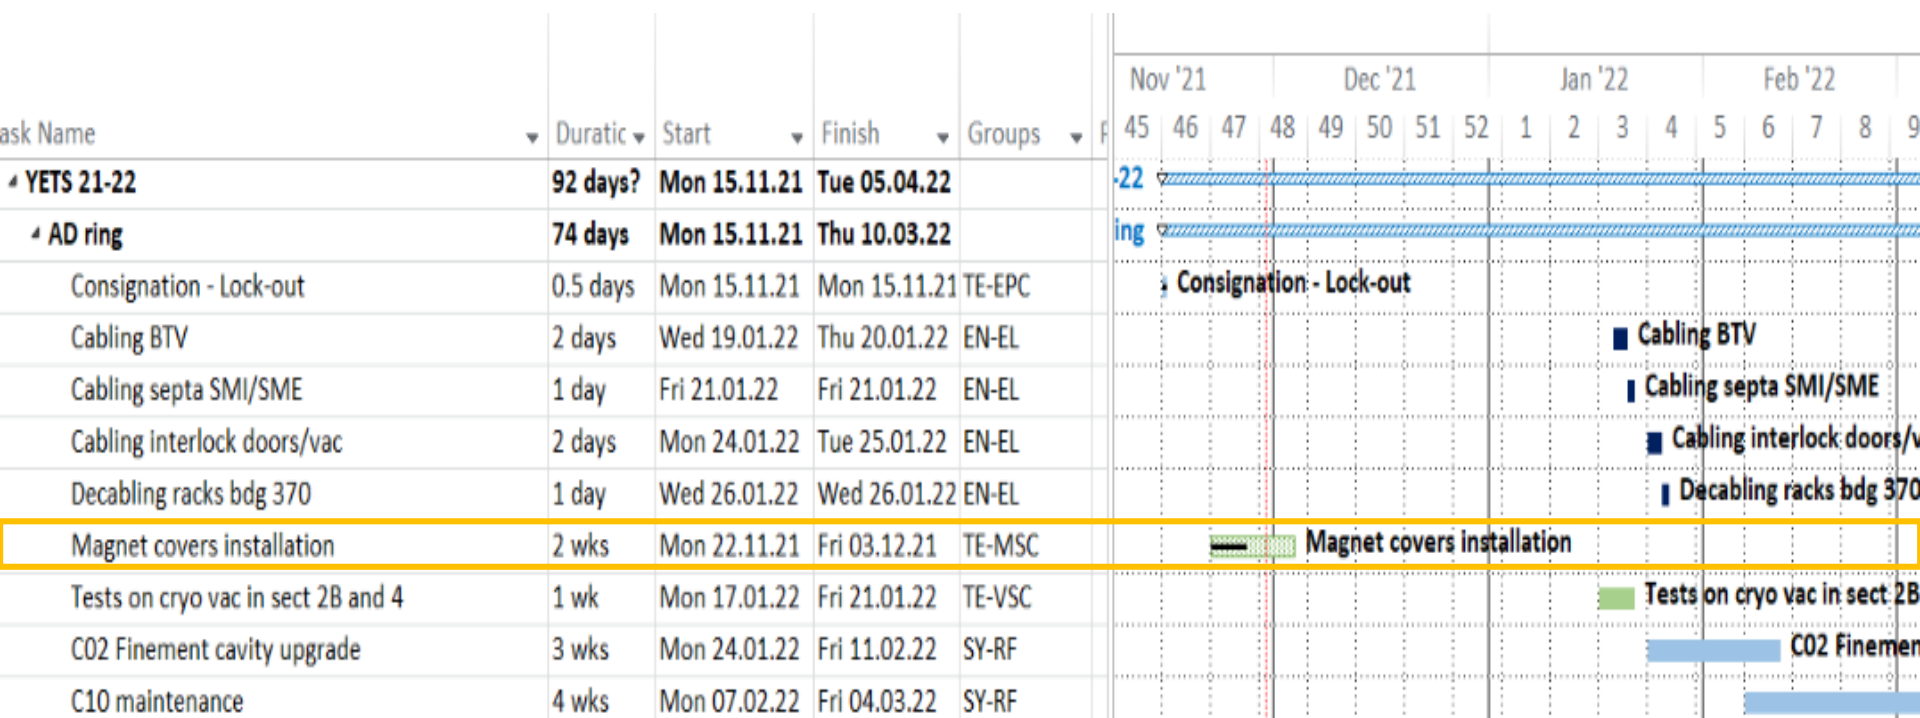 Nov '21 Dec '21 Jan '22 Feb '22
ask Name Duratic Start Finish Groups 45 46 47 48 49 50 51 52 1 2 3 4 5 6 7 8 9
YETS 21-22 92 days? Mon 15.11.21 Tue 05.04.22 -22
AD ring 74 days Mon 15.11.21 Thu 10.03.22 ing
Consignation - Lock-out 0.5 days Mon 15.11.21 Mon 15.11.21 TE-EPC Consignation - Lock-out
Cabling BTV 2 days Wed 19.01.22 Thu 20.01.22 EN-EL Cabling BTV
Cabling septa SMI/SME 1 day Fri 21.01.22 Fri 21.01.22 EN-EL Cabling septa SMI/SME
Cabling interlock doors/vac 2 days Mon 24.01.22 Tue 25.01.22 EN-EL Cabling interlock doors/v
Decabling racks bdg 370 1 day Wed 26.01.22 Wed 26.01.22 EN-EL Decabling racks bdg 370
Magnet covers installation 2 wks Mon 22.11.21 Fri 03.12.21 TE-MSC Magnet covers installation
Tests on cryo vac in sect 2B and 4 1 wk Mon 17.01.22 Fri 21.01.22 TE-VSC Tests on cryo vac in sect 2B
C02 Finement cavity upgrade 3 wks Mon 24.01.22 Fri 11.02.22 SY-RF C02 Finemen
C10 maintenance 4 wks Mon 07.02.22 Fri 04.03.22 SY-RF